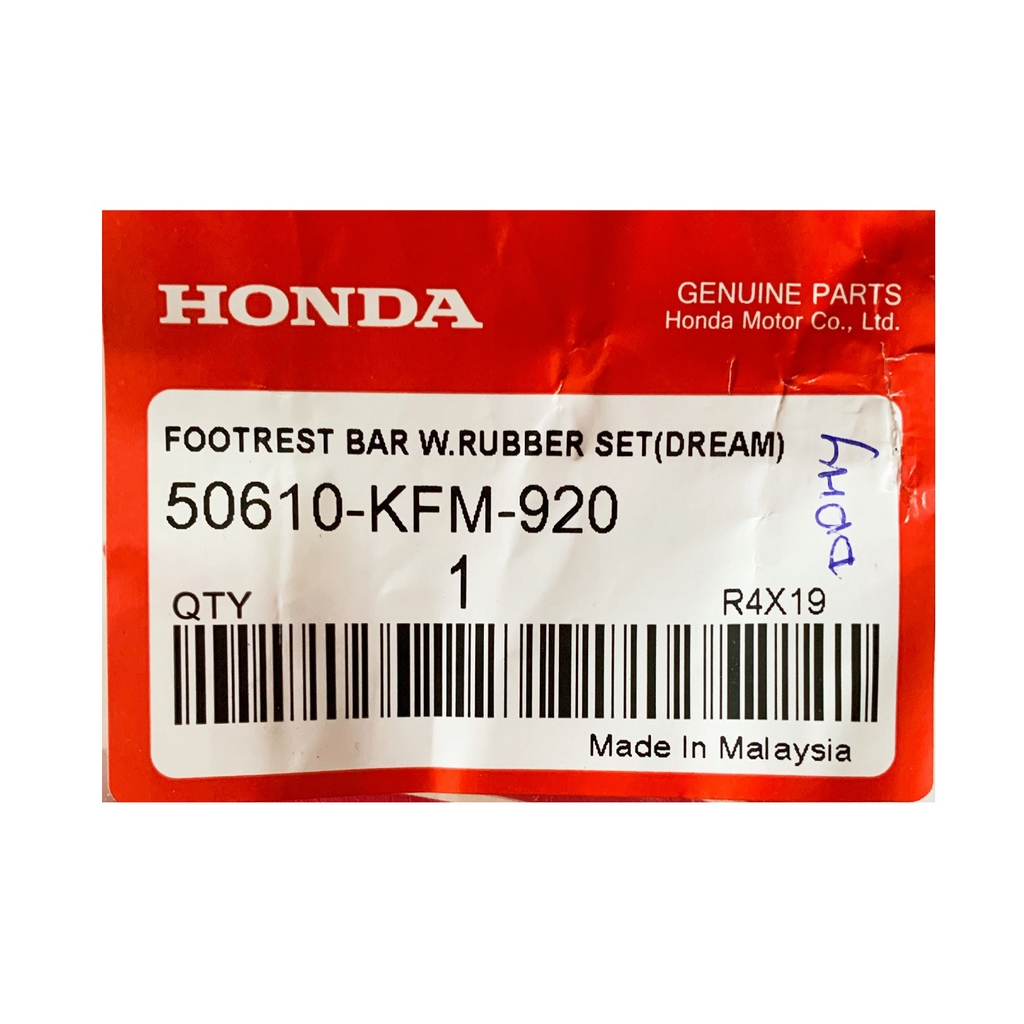 HONDA
GENUINE PARTS
Honda Motor Co., Ltd.
FOOTREST BAR W.RUBBER SET(DREAM)
50610-KFM-920
1
QTY
R4X19
Made In Malaysia